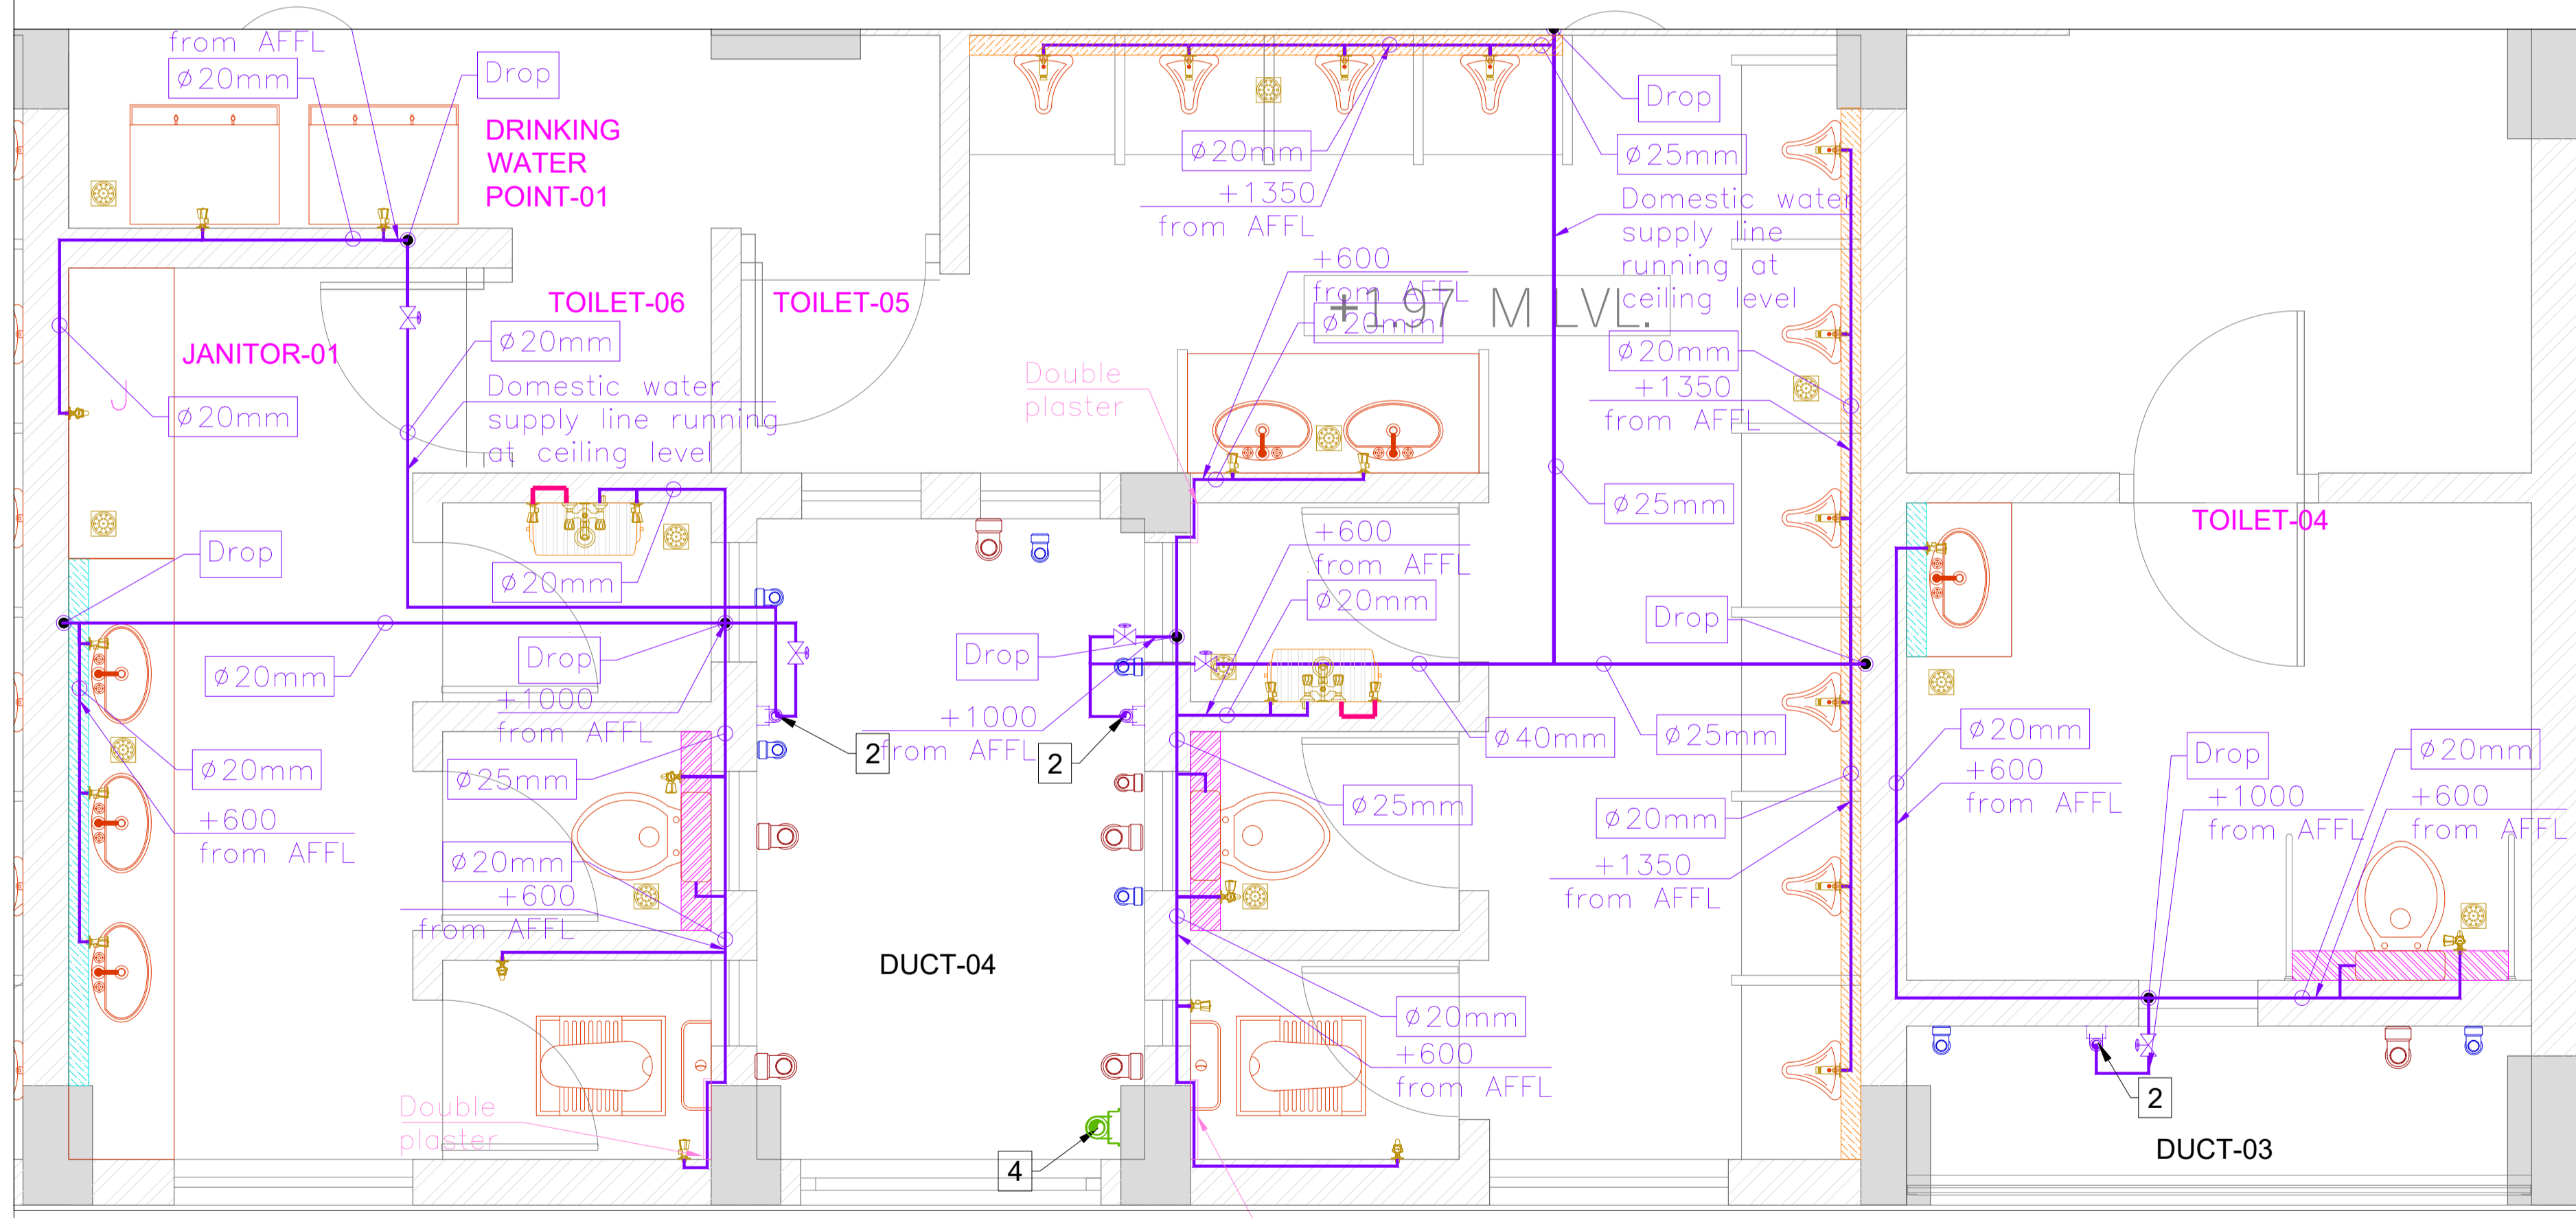 from AFFL
ø20mm
Drop
DRINKING
WATER
POINT-01
TOILET-06
JANITOR-01
J
ø20mm
ø20mm
Domestic water
supply line running
at ceiling level
Drop
ø20mm
ø20mm
Drop
+1000
from AFFL
ø20mm
+600
from AFFL
ø25mm
ø20mm
+600
from AFFL
Double
plaster
TOILET-05
Drop
ø20mm
+1350
from AFFL
ø25mm
Domestic water
supply line
running at
ceiling level
+600
from AFFL
ø20mm
+1.97 M LVL.
Double
plaster
ø20mm
+1350
from AFFL
ø25mm
+600
from AFFL
ø20mm
Drop
Drop
+1000
from AFFL
2
2
ø40mm
ø25mm
ø25mm
ø20mm
+1350
from AFFL
DUCT-04
ø20mm
+600
from AFFL
4
TOILET-04
ø20mm
+600
from AFFL
Drop
+1000
from AFFL
ø20mm
+600
from AFFL
2
DUCT-03